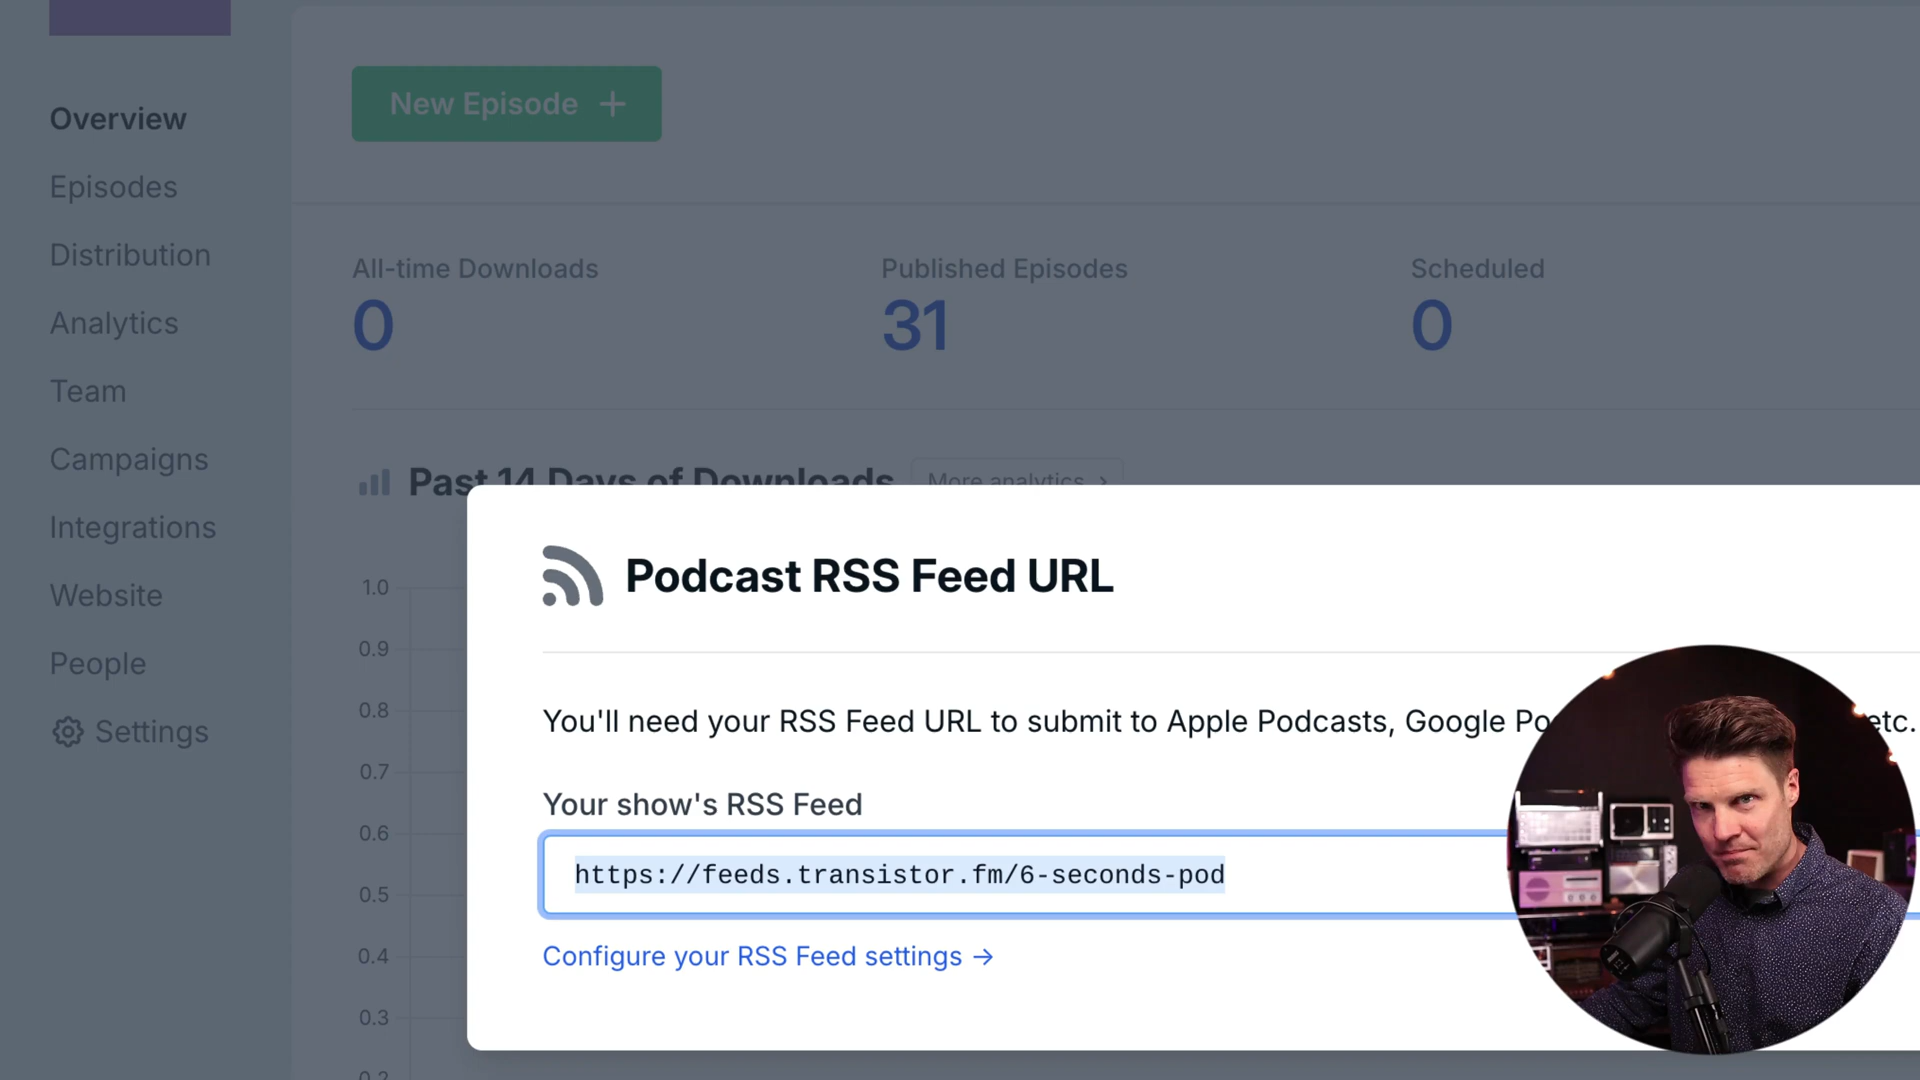 Overview
Episodes
Distribution
Analytics
Team
Campaigns
Integrations
Website
People
Settings
New Episode +
All-time Downloads
0
Published Episodes
31
Scheduled
0
Past 14 Days of Downloads
More analytics >
1.0
0.9
0.8
0.7
0.6
0.5
0.4
0.3
0.2
Podcast RSS Feed URL
You'll need your RSS Feed URL to submit to Apple Podcasts, Google Po etc.
Your show's RSS Feed
https://feeds.transistor.fm/6-seconds-pod
Configure your RSS Feed settings →